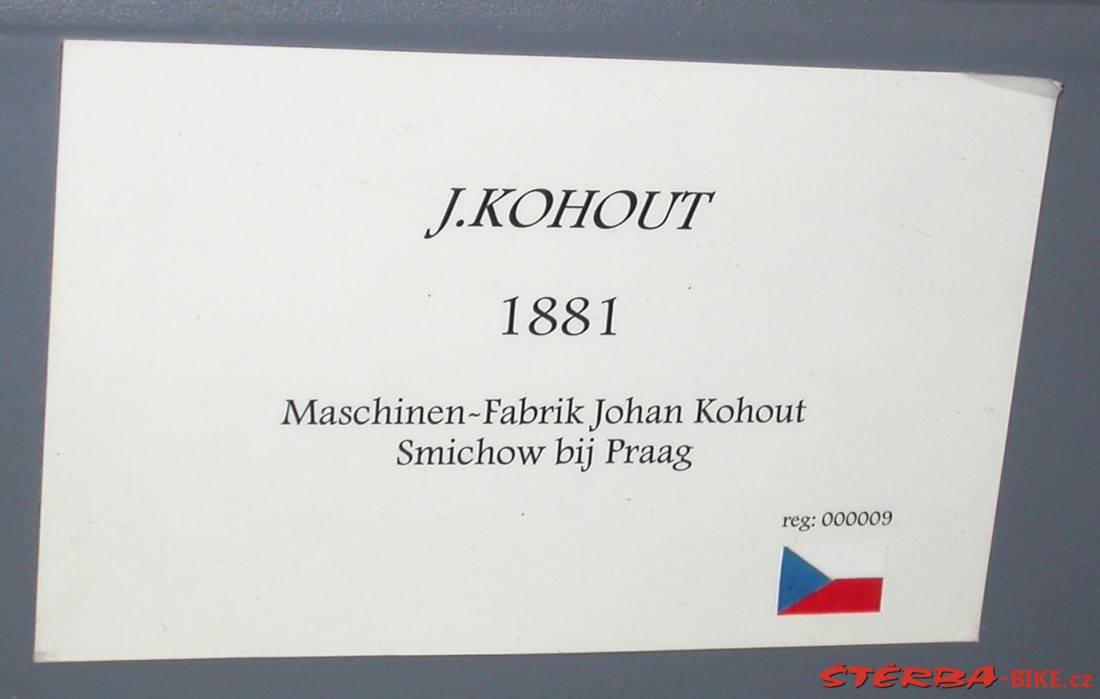 J.KOHOUT
1881
Maschinen-Fabrik Johan Kohout
Smichow bij Praag
reg: 000009
ŠTĚRBA-BIKE.cz